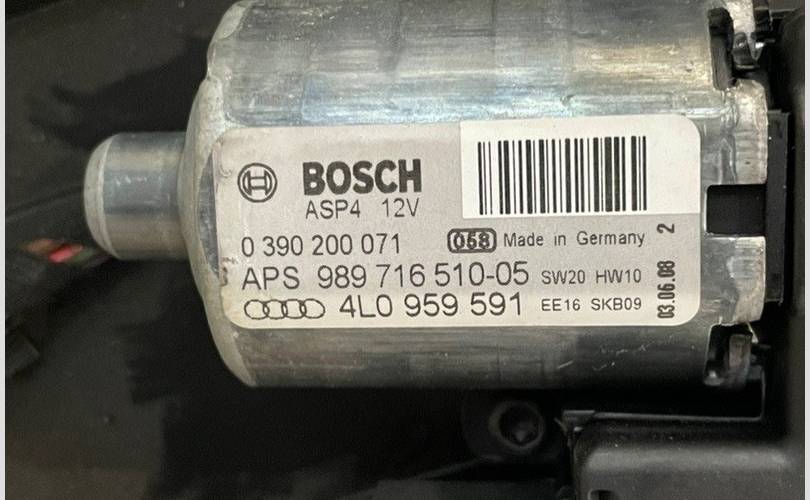 BOSCH
ASP4 12V
0 390 200 071 058 Made in Germany
APS 989 716 510-05 SW20 HW10
4L0 959 591 EE16 SKB09
03.06.08 2